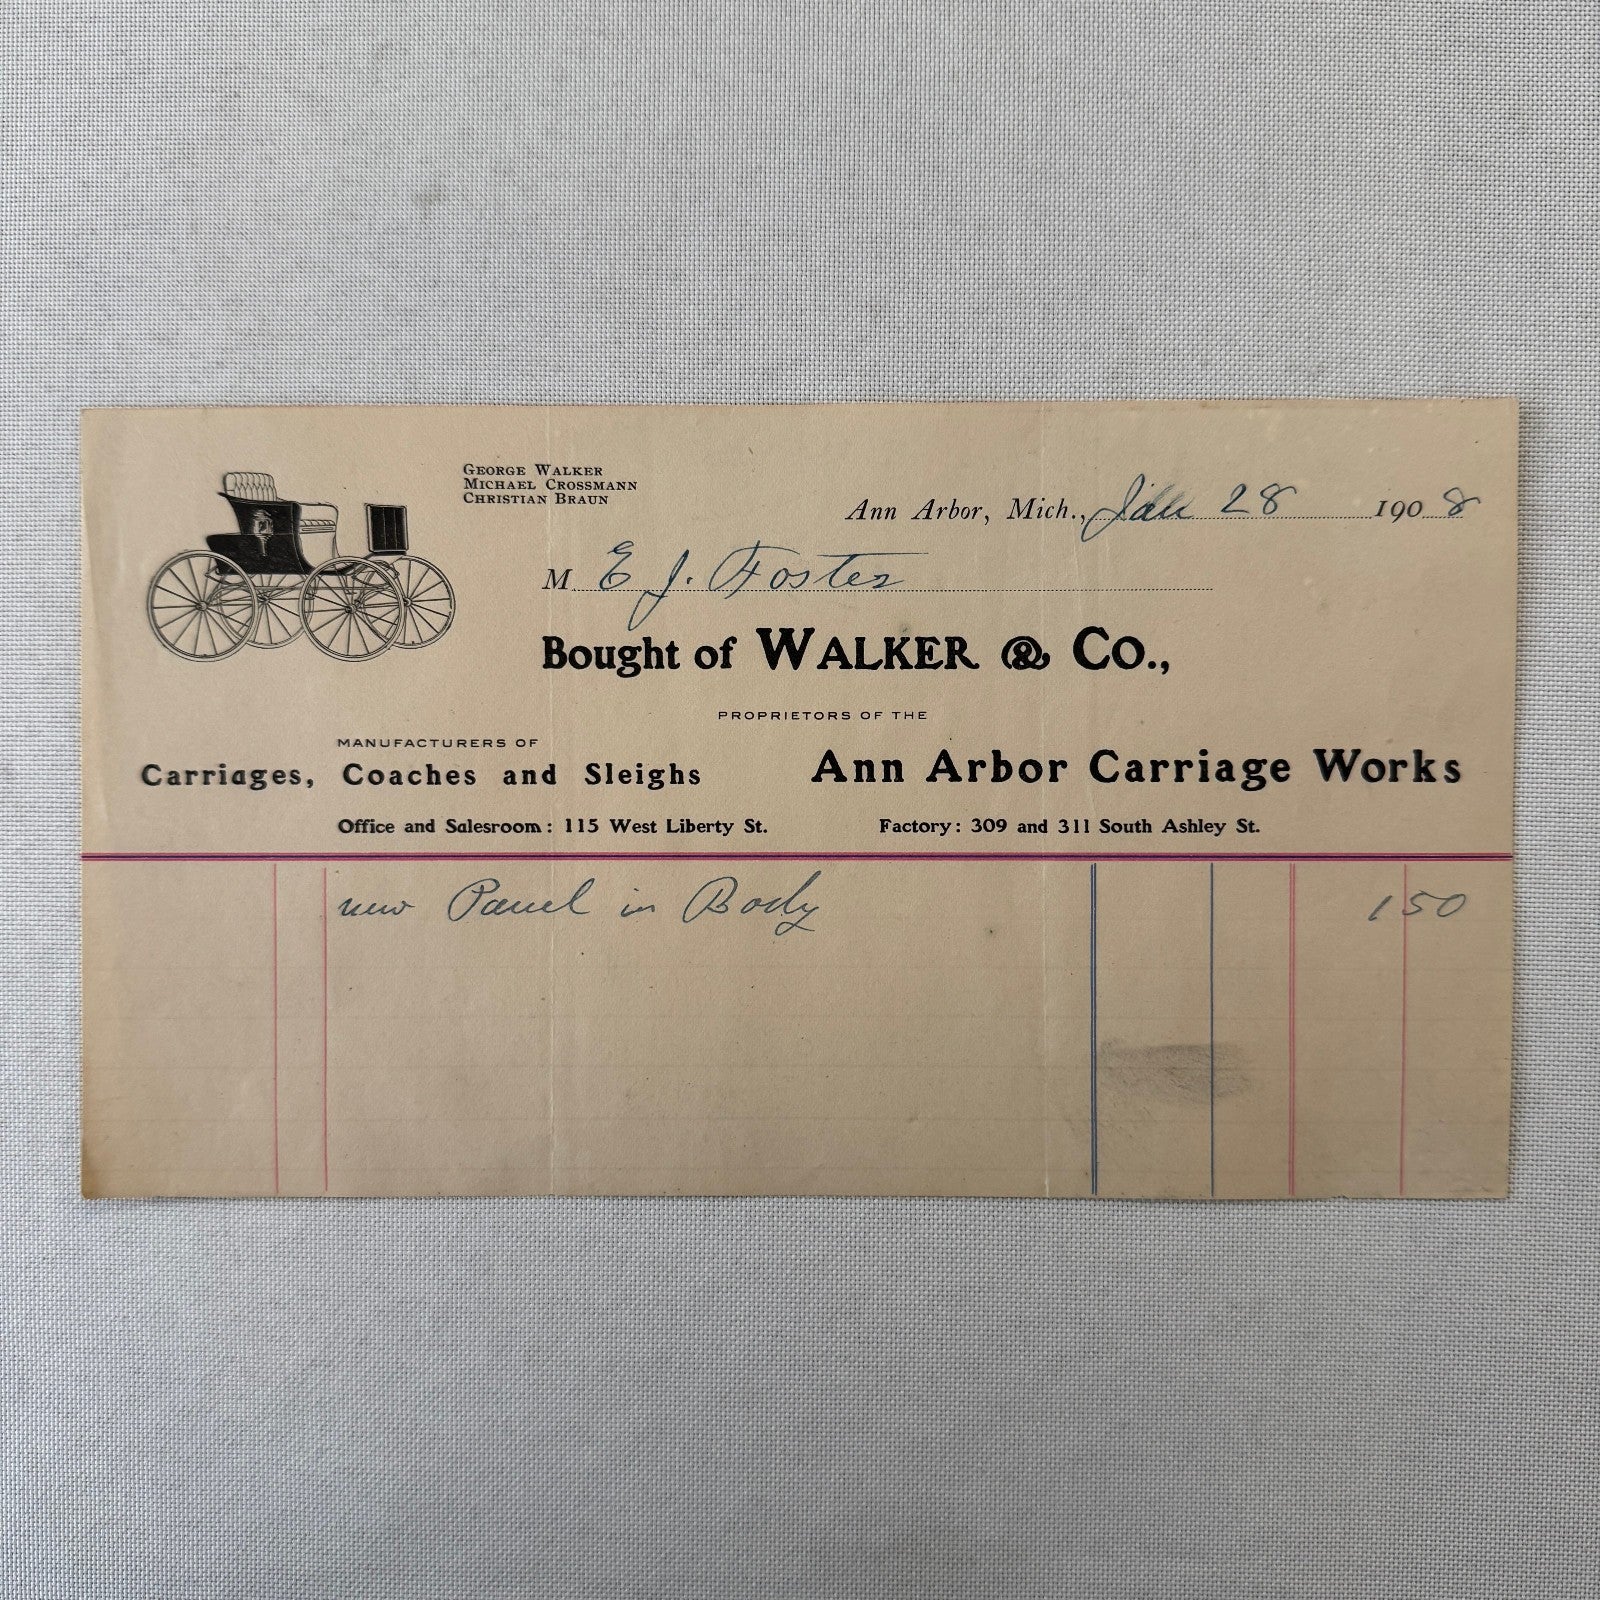 GEORGE WALKER
MICHAEL CROSSMANN
CHRISTIAN BRAUN
Ann Arbor, Mich., Jan 28 1908
M E J. Foster
Bought of WALKER & CO.,
PROPRIETORS OF THE
MANUFACTURERS OF
Carriages, Coaches and Sleighs
Ann Arbor Carriage Works
Office and Salesroom: 115 West Liberty St.
Factory: 309 and 311 South Ashley St.
new Panel in Body 1 50